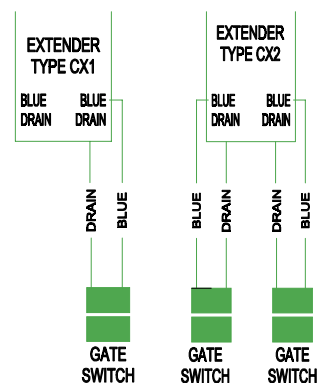 EXTENDER
TYPE CX1
BLUE BLUE
DRAIN DRAIN
EXTENDER
TYPE CX2
BLUE BLUE
DRAIN DRAIN
DRAIN
BLUE
BLUE
DRAIN
DRAIN
BLUE
GATE
SWITCH
GATE
SWITCH
GATE
SWITCH